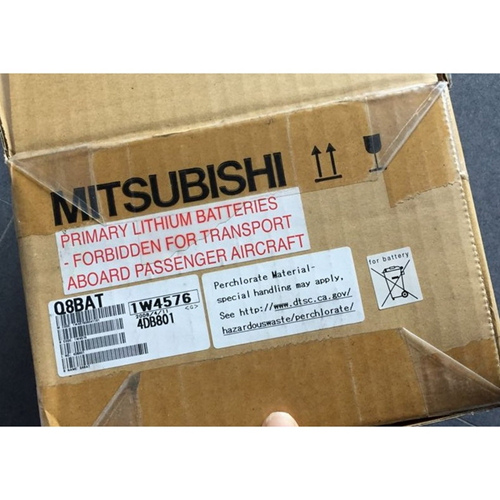 MITSUBISHI
PRIMARY LITHIUM BATTERIES
- FORBIDDEN FOR TRANSPORT
ABOARD PASSENGER AIRCRAFT
Q8BAT
1W4576
4DB801
Perchlorate Material-
special handling may apply.
See http://www.dtsc.ca.gov/
hazardouswaste/perchlorate/
for battery